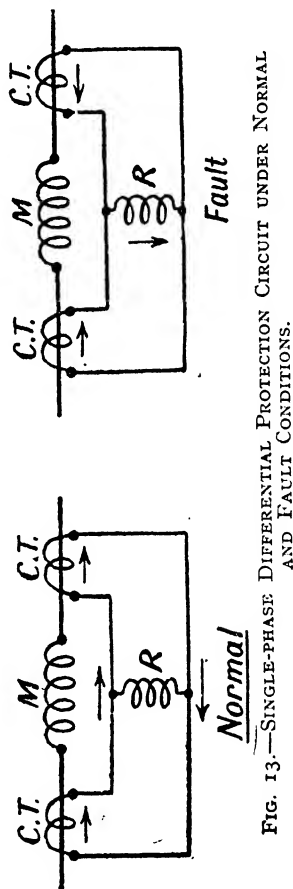 C.T. M C.T.
R
Normal
C.T. M C.T.
R
Fault
FIG. 13.—SINGLE-PHASE DIFFERENTIAL PROTECTION CIRCUIT UNDER NORMAL
AND FAULT CONDITIONS.